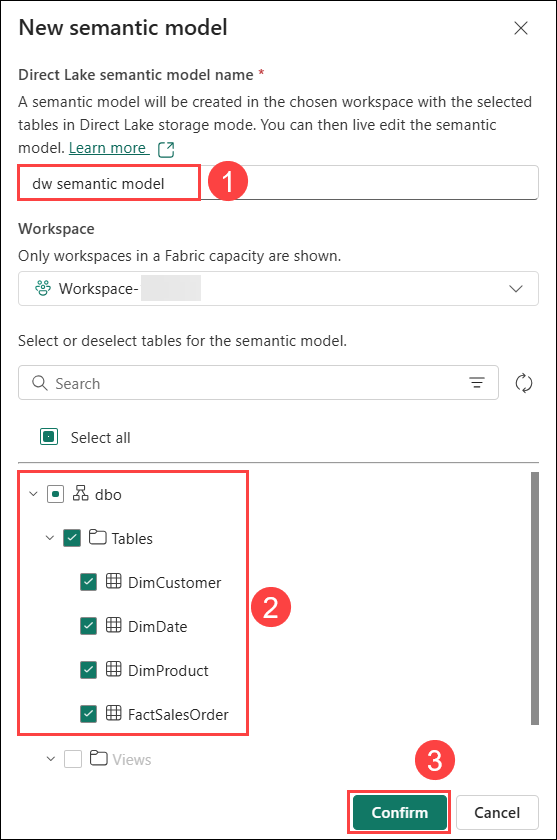 New semantic model
Direct Lake semantic model name *
A semantic model will be created in the chosen workspace with the selected
tables in Direct Lake storage mode. You can then live edit the semantic
model. Learn more
dw semantic model
1
Workspace
Only workspaces in a Fabric capacity are shown.
Workspace-
Select or deselect tables for the semantic model.
Search
Select all
dbo
Tables
DimCustomer
2
DimDate
DimProduct
FactSalesOrder
Views
3
Confirm
Cancel